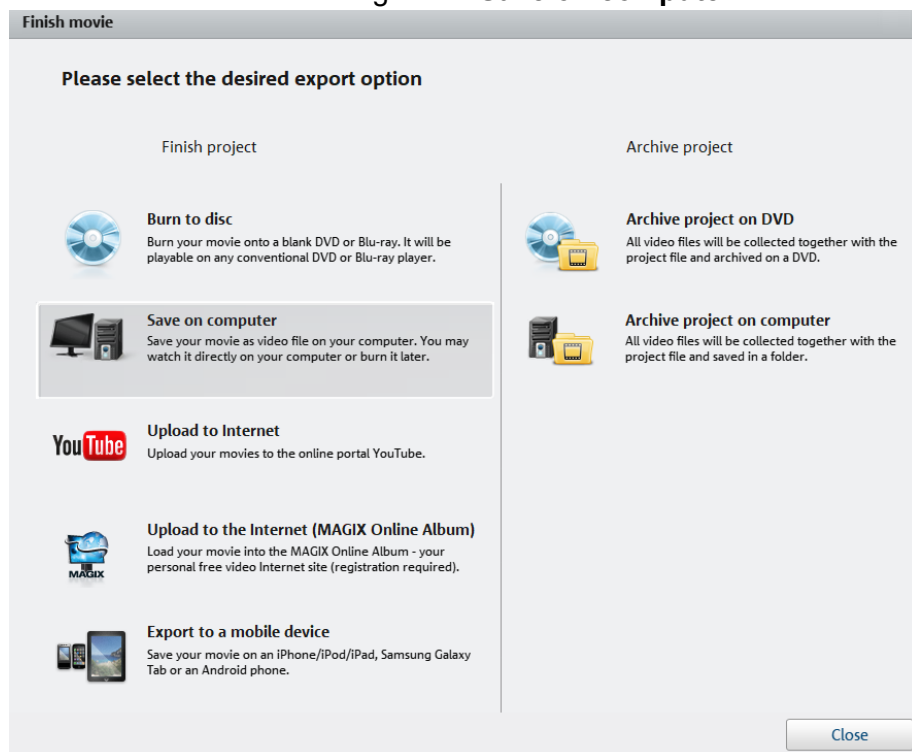 Finish movie
Please select the desired export option
Finish project
Burn to disc
Burn your movie onto a blank DVD or Blu-ray. It will be
playable on any conventional DVD or Blu-ray player.
Save on computer
Save your movie as video file on your computer. You may
watch it directly on your computer or burn it later.
YouTube
Upload to Internet
Upload your movies to the online portal YouTube.
MAGIX
Upload to the Internet (MAGIX Online Album)
Load your movie into the MAGIX Online Album - your
personal free video Internet site (registration required).
Export to a mobile device
Save your movie on an iPhone/iPod/iPad, Samsung Galaxy
Tab or an Android phone.
Archive project
Archive project on DVD
All video files will be collected together with the
project file and archived on a DVD.
Archive project on computer
All video files will be collected together with the
project file and saved in a folder.
Close